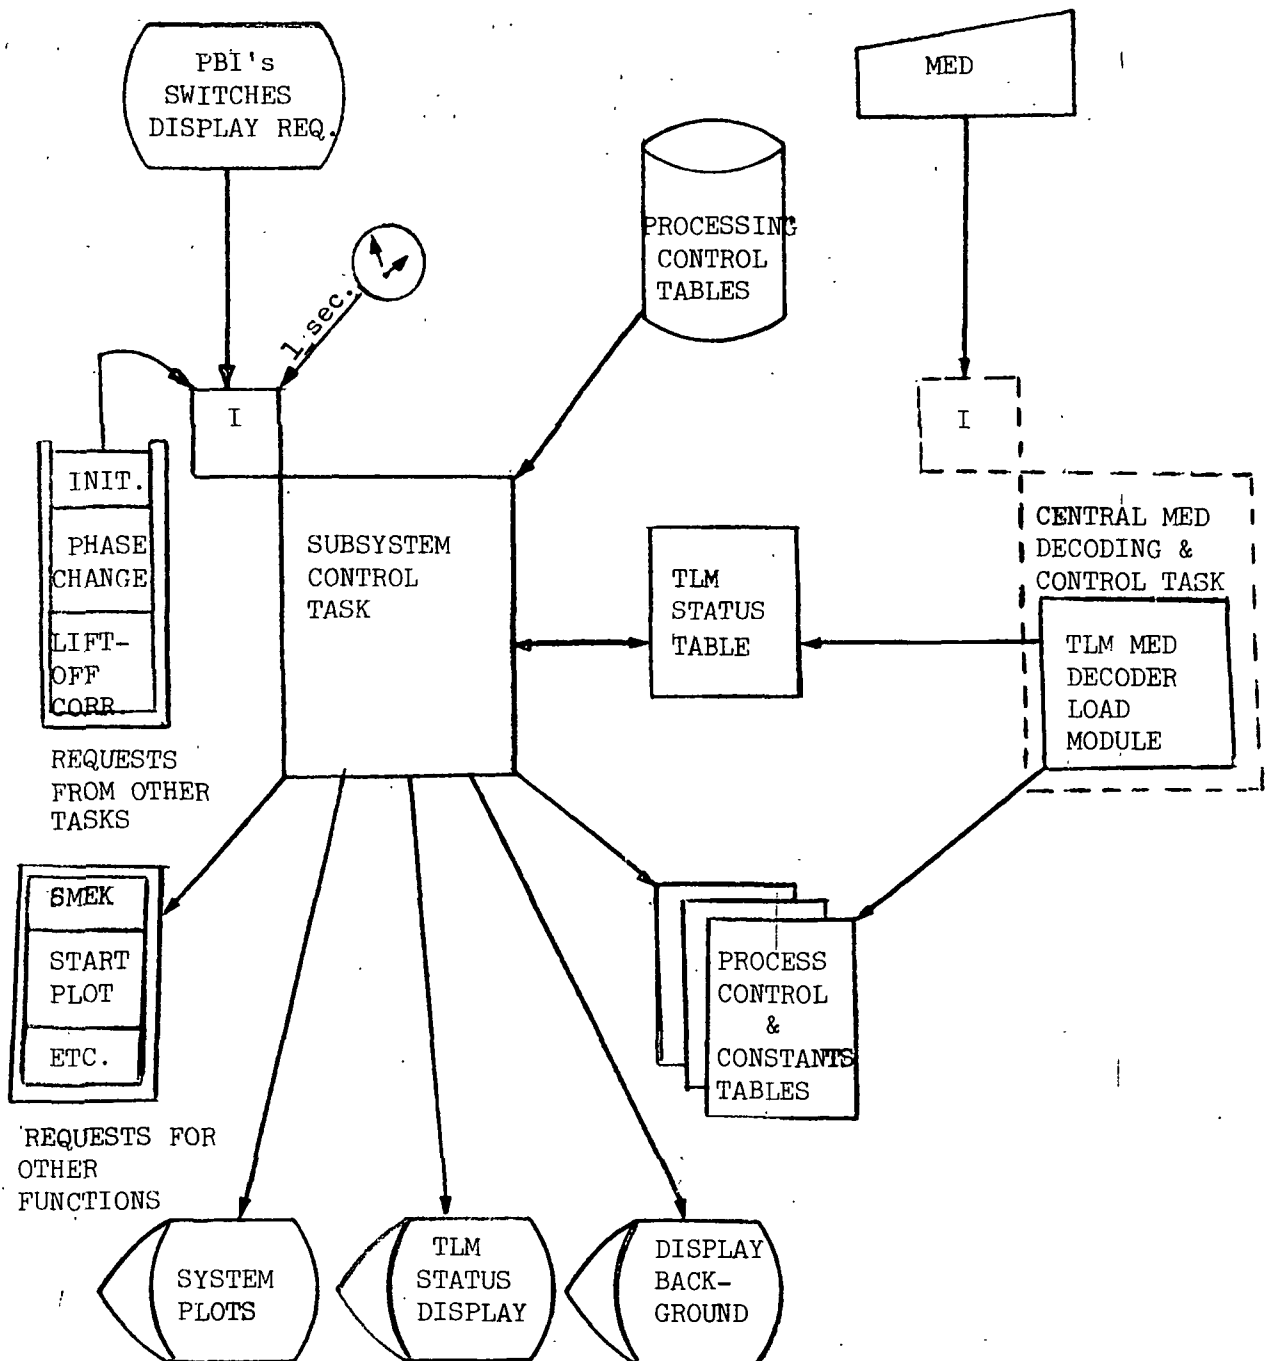 PBI's
SWITCHES
DISPLAY REQ.
MED
PROCESSING
CONTROL
TABLES
1 sec.
I
I
INIT.
PHASE
CHANGE
LIFT-
OFF
CORR
REQUESTS
FROM OTHER
TASKS
SUBSYSTEM
CONTROL
TASK
TLM
STATUS
TABLE
CENTRAL MED
DECODING &
CONTROL TASK
TLM MED
DECODER
LOAD
MODULE
SMEK
START
PLOT
ETC.
REQUESTS FOR
OTHER
FUNCTIONS
PROCESS
CONTROL
&
CONSTANTS
TABLES
SYSTEM
PLOTS
TLM
STATUS
DISPLAY
DISPLAY
BACK-
GROUND